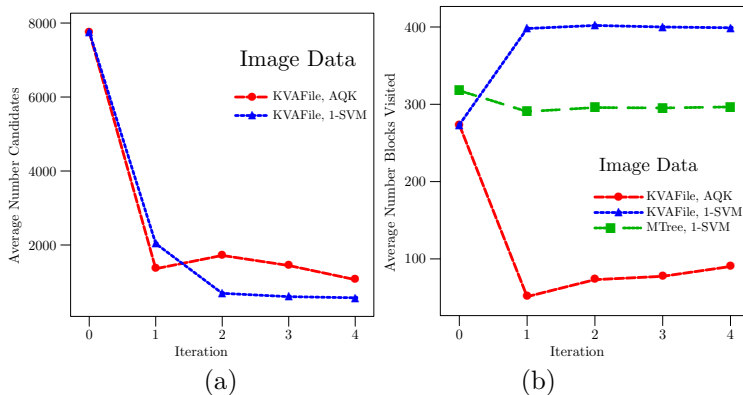 Image Data
KVAFile, AQK
KVAFile, 1-SVM
Average Number Candidates
8000
6000
4000
2000
0 1 2 3 4
Iteration
(a)
Image Data
KVAFile, AQK
KVAFile, 1-SVM
MTree, 1-SVM
Average Number Blocks Visited
400
300
200
100
0 1 2 3 4
Iteration
(b)